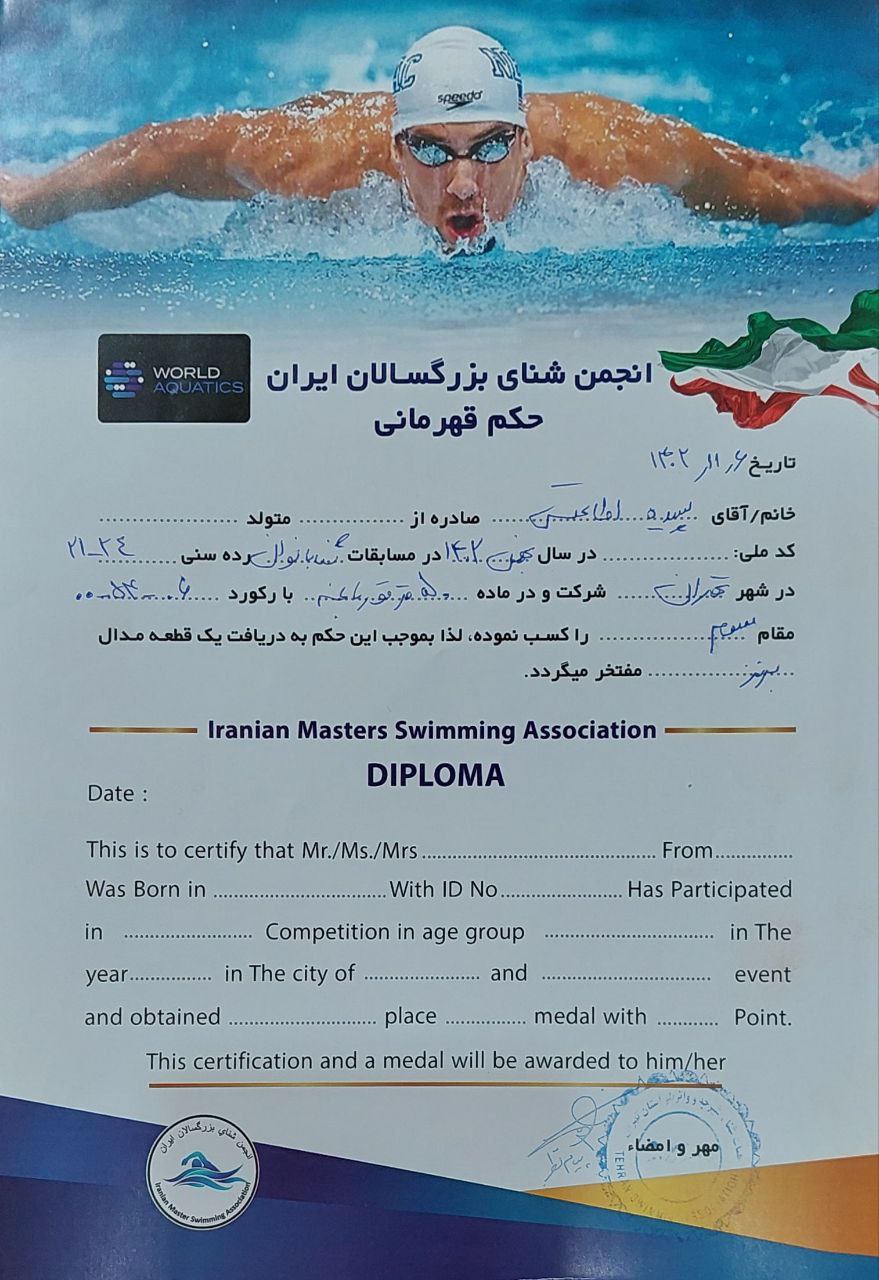 speedo
WORLD
AQUATICS
انجمن شنای بزرگسالان ایران
حکم قهرمانی
تاریخ ۱۴۰۲/۱۱/۶
خانم/آقای .......... صادره از .......... متولد ..........
کد ملی: .......... در سال بهمن ۱۴۰۲ در مسابقات .......... رده سنی ۲۴-۲۱
در شهر تهران .......... شرکت و در ماده .......... با رکورد ..........
مقام سوم .......... را کسب نموده، لذا بموجب این حکم به دریافت یک قطعه مدال
برنز .......... مفتخر میگردد.
Iranian Masters Swimming Association
DIPLOMA
Date :
This is to certify that Mr./Ms./Mrs .......... From..........
Was Born in .......... With ID No.......... Has Participated
in .......... Competition in age group .......... in The
year.......... in The city of .......... and .......... event
and obtained .......... place .......... medal with .......... Point.
This certification and a medal will be awarded to him/her
مهر و امضاء
TEHRAN
انجمن شنای بزرگسالان ایران
Iranian Master Swimming Association